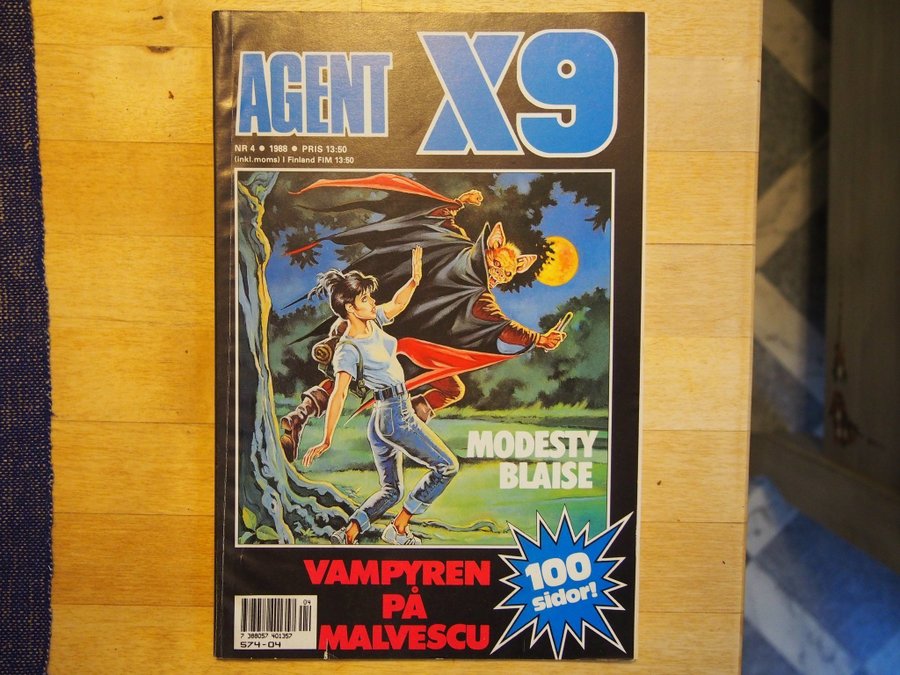 AGENT X9
NR 4 ● 1988 ● PRIS 13:50
(inkl.moms) I Finland FIM 13:50
MODESTY
BLAISE
VAMPYREN
PÅ
MALVESCU
100
sidor!
04
7 388057 401357
574-04